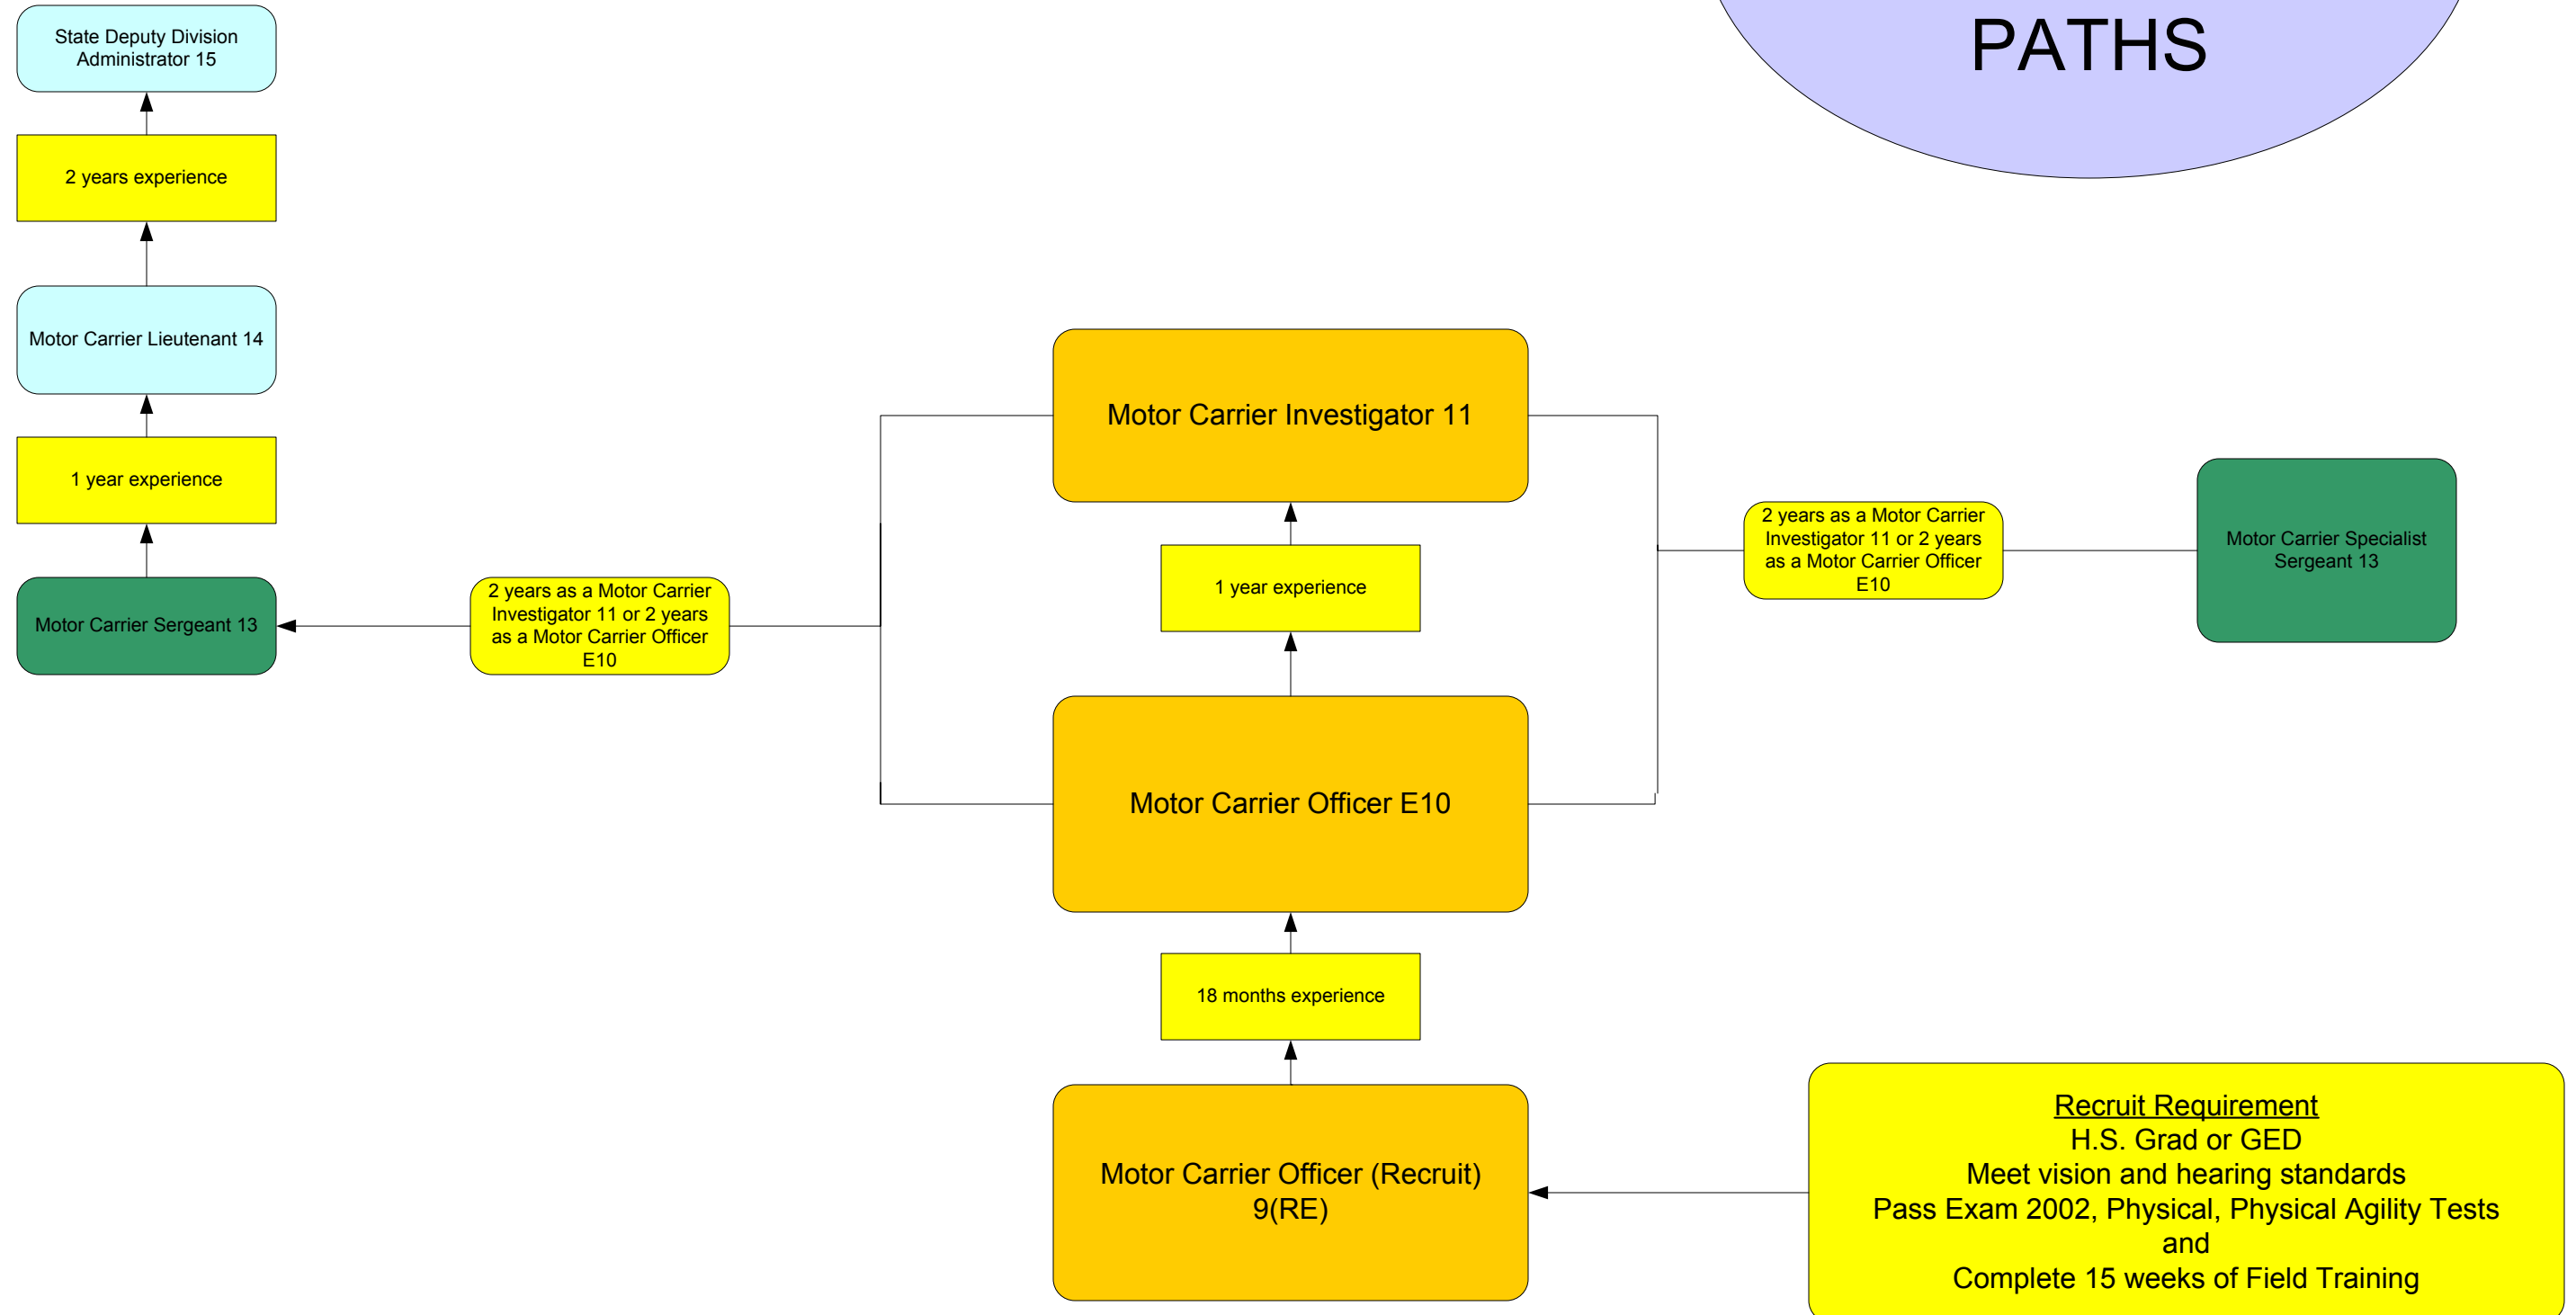 PATHS
State Deputy Division
Administrator 15
2 years experience
Motor Carrier Lieutenant 14
1 year experience
Motor Carrier Sergeant 13
2 years as a Motor Carrier
Investigator 11 or 2 years
as a Motor Carrier Officer
E10
Motor Carrier Investigator 11
1 year experience
Motor Carrier Officer E10
18 months experience
Motor Carrier Officer (Recruit)
9(RE)
2 years as a Motor Carrier
Investigator 11 or 2 years
as a Motor Carrier Officer
E10
Motor Carrier Specialist
Sergeant 13
Recruit Requirement
H.S. Grad or GED
Meet vision and hearing standards
Pass Exam 2002, Physical, Physical Agility Tests
and
Complete 15 weeks of Field Training